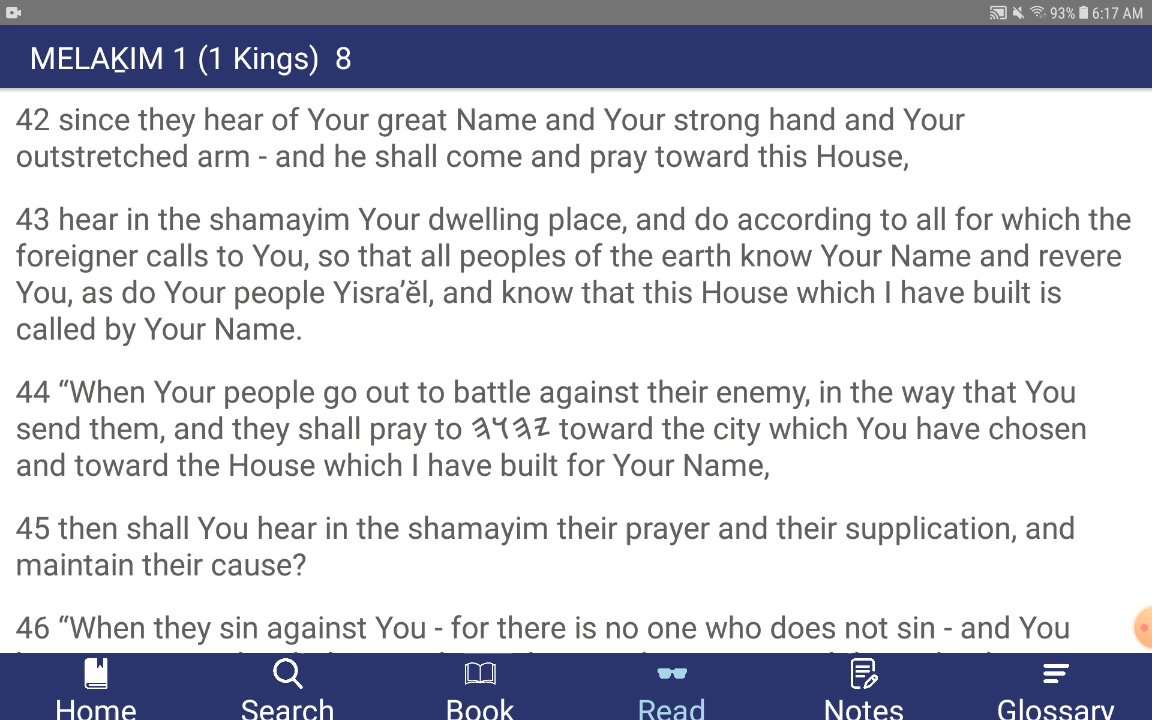 93% 6:17 AM
MELAḴIM 1 (1 Kings) 8
42 since they hear of Your great Name and Your strong hand and Your
outstretched arm - and he shall come and pray toward this House,
43 hear in the shamayim Your dwelling place, and do according to all for which the
foreigner calls to You, so that all peoples of the earth know Your Name and revere
You, as do Your people Yisra’ĕl, and know that this House which I have built is
called by Your Name.
44 “When Your people go out to battle against their enemy, in the way that You
send them, and they shall pray to 𐤉𐤄𐤅𐤄 toward the city which You have chosen
and toward the House which I have built for Your Name,
45 then shall You hear in the shamayim their prayer and their supplication, and
maintain their cause?
46 “When they sin against You - for there is no one who does not sin - and You
Home Search Book Read Notes Glossary